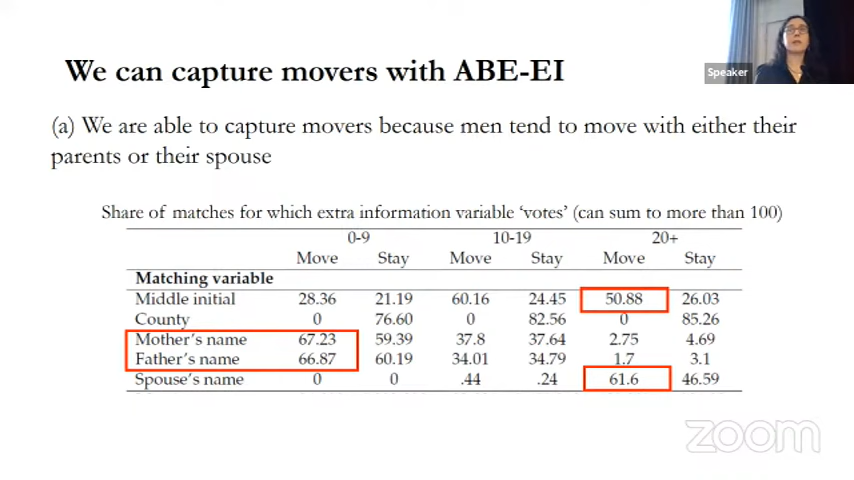 We can capture movers with ABE-EI
Speaker
(a) We are able to capture movers because men tend to move with either their
parents or their spouse
Share of matches for which extra information variable ‘votes’ (can sum to more than 100)
0-9 10-19 20+
Move Stay Move Stay Move Stay
Matching variable
Middle initial 28.36 21.19 60.16 24.45 50.88 26.03
County 0 76.60 0 82.56 0 85.26
Mother's name 67.23 59.39 37.8 37.64 2.75 4.69
Father's name 66.87 60.19 34.01 34.79 1.7 3.1
Spouse's name 0 0 .44 .24 61.6 46.59
zoom